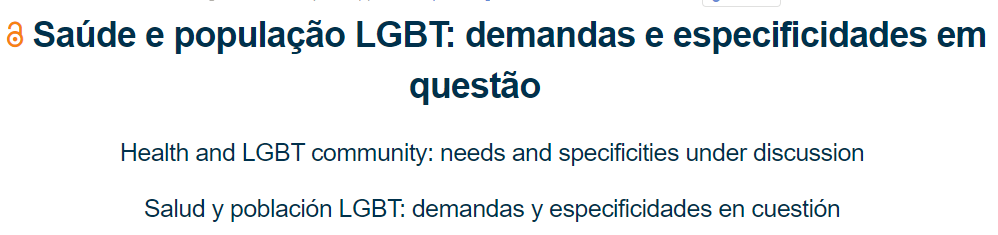 Saúde e população LGBT: demandas e especificidades em
questão
Health and LGBT community: needs and specificities under discussion
Salud y población LGBT: demandas y especificidades en cuestión